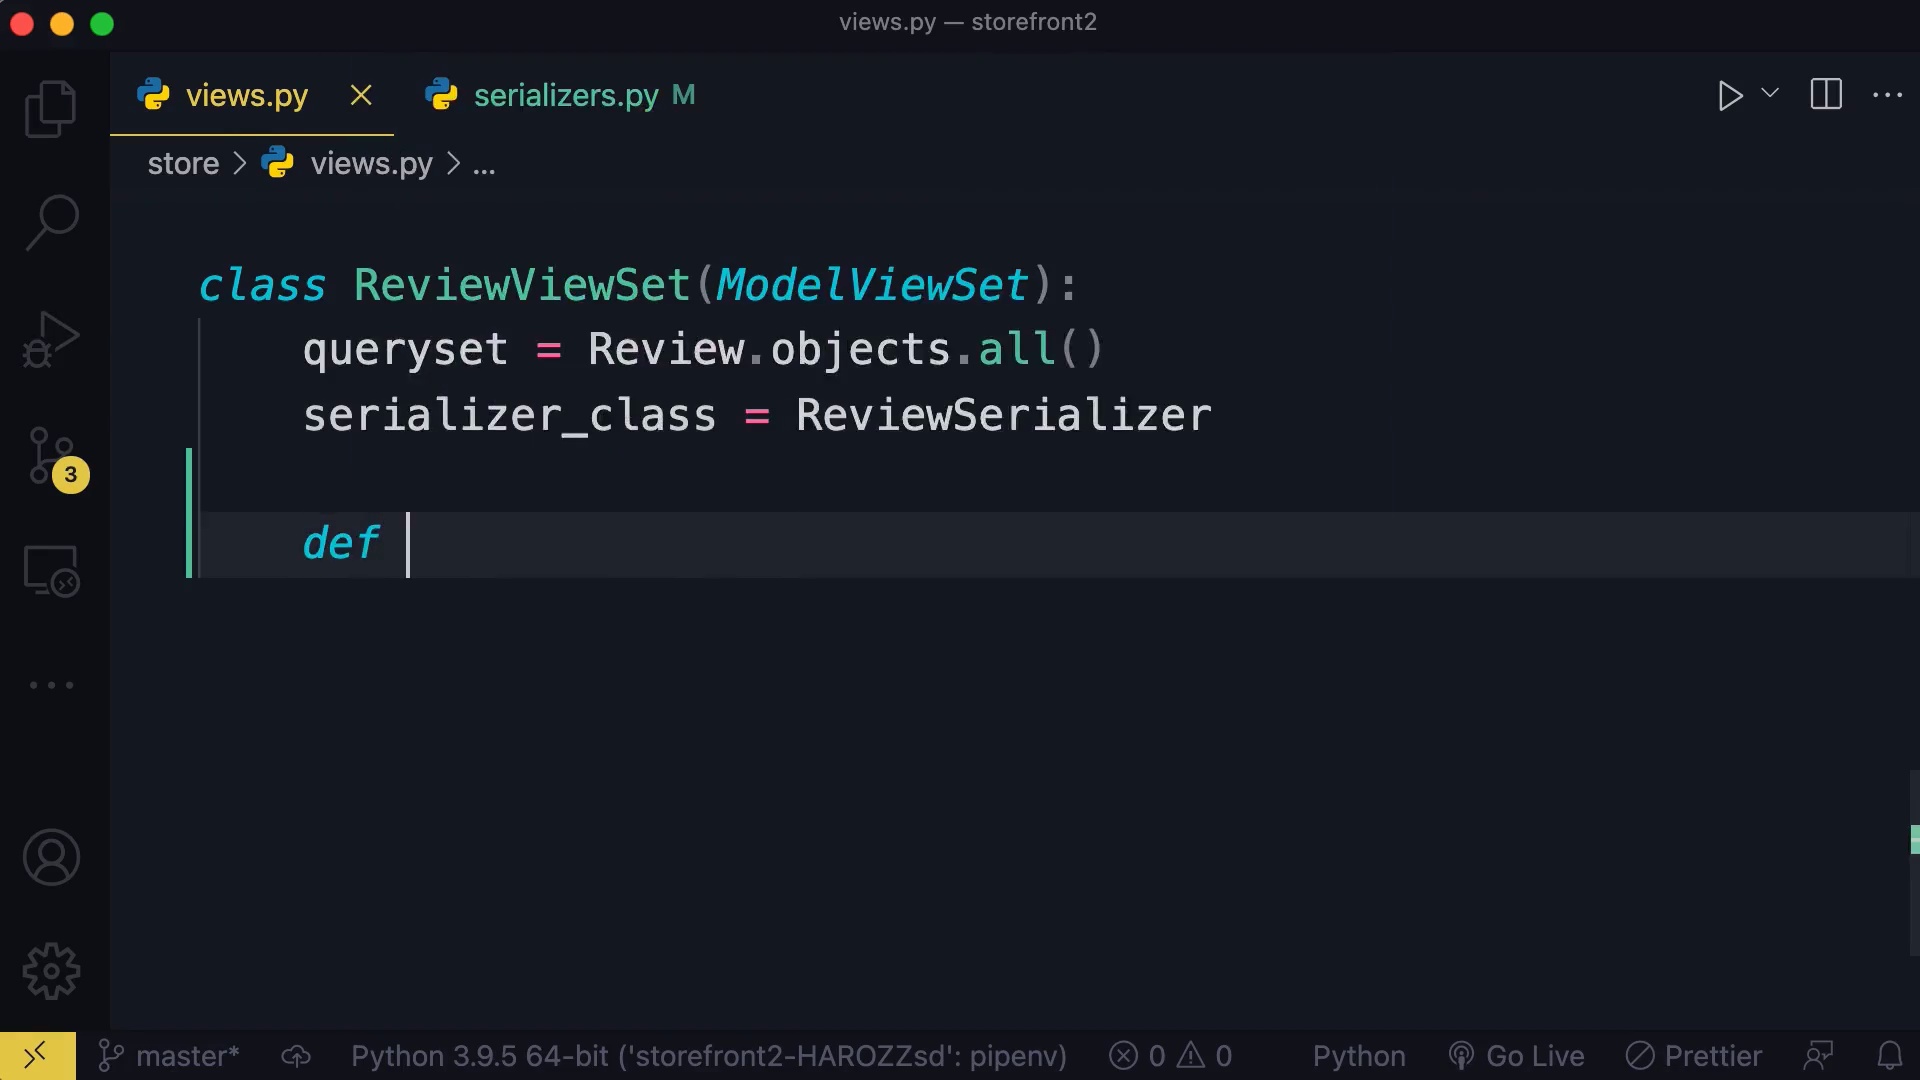 views.py — storefront2
views.py
serializers.py M
store > views.py > ...
class ReviewViewSet(ModelViewSet):
    queryset = Review.objects.all()
    serializer_class = ReviewSerializer
    def
3
master*
Python 3.9.5 64-bit ('storefront2-HAROZZsd': pipenv)
0
0
Python
Go Live
Prettier